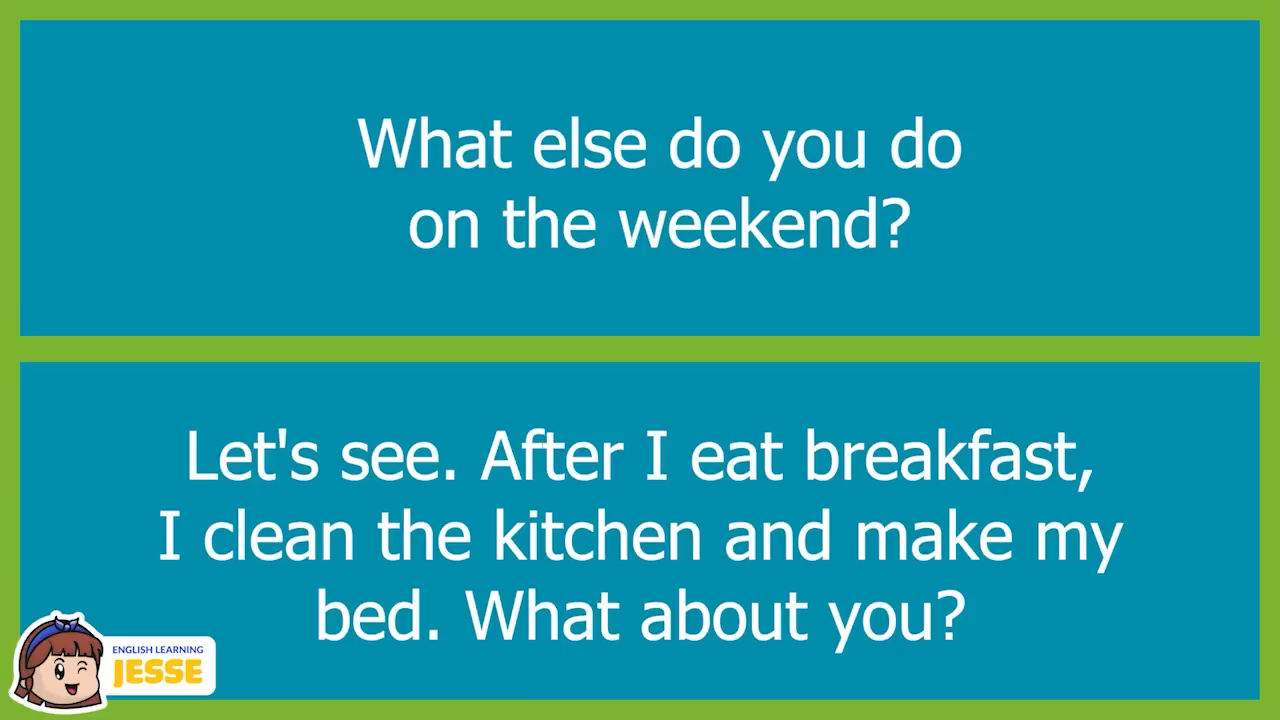 What else do you do
on the weekend?
Let's see. After I eat breakfast,
I clean the kitchen and make my
bed. What about you?
ENGLISH LEARNING
JESSE